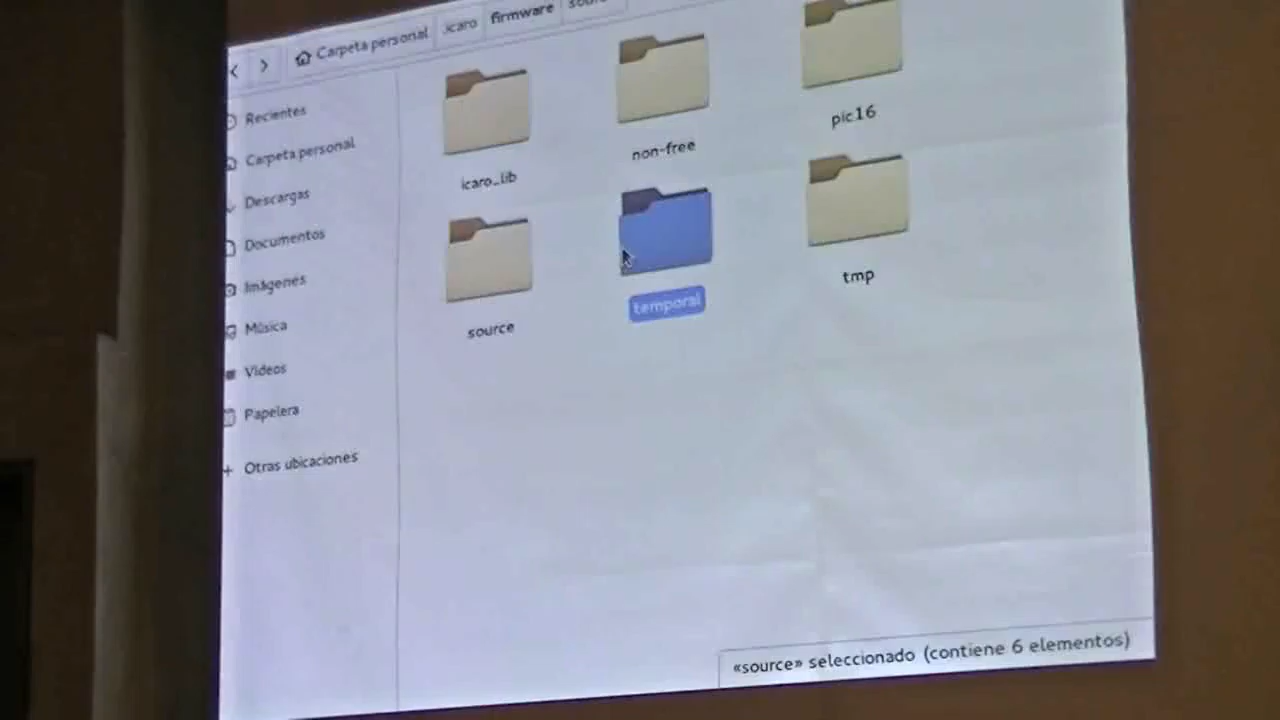 Carpeta personal .icaro firmware
Recientes
Carpeta personal
Descargas
Documentos
Imágenes
Música
Vídeos
Papelera
Otras ubicaciones
icaro_lib
non-free
pic16
source
temporal
tmp
«source» seleccionado (contiene 6 elementos)